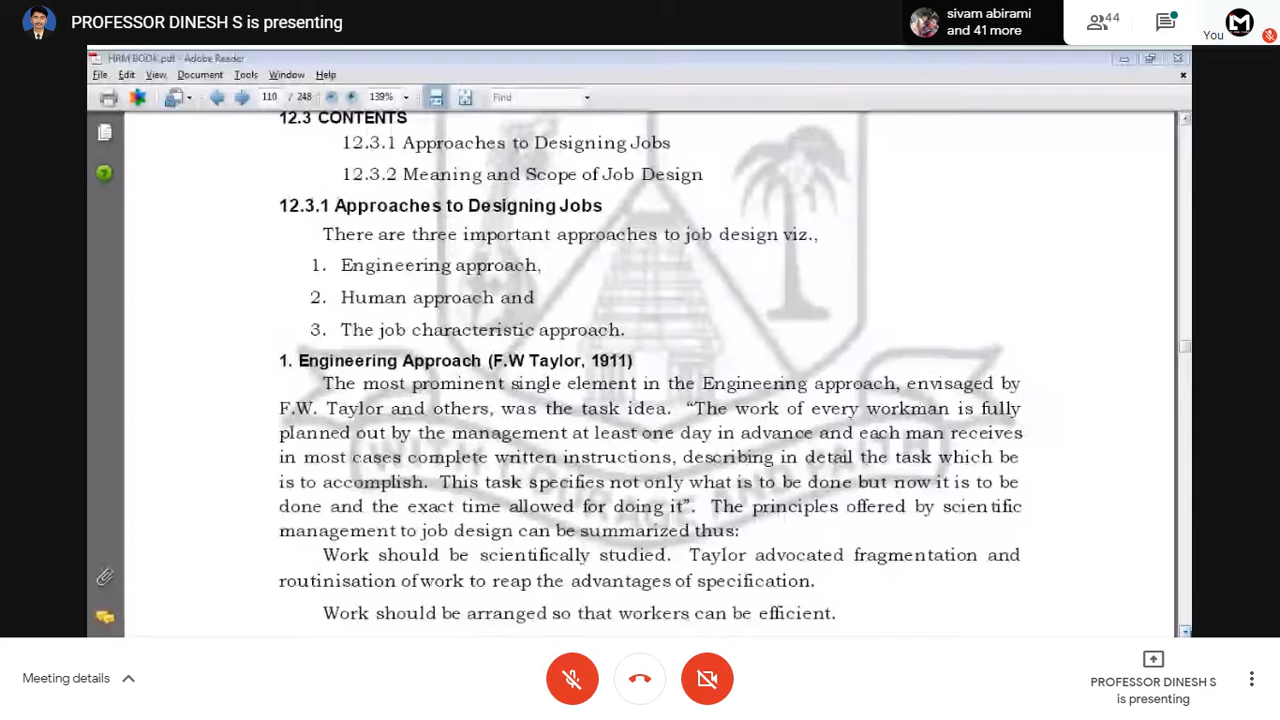 PROFESSOR DINESH S is presenting
sivam abirami
and 41 more
44
You
HRM BOOK.pdf - Adobe Reader
File Edit View Document Tools Window Help
110 / 248 139% Find
12.3 CONTENTS
12.3.1 Approaches to Designing Jobs
12.3.2 Meaning and Scope of Job Design
12.3.1 Approaches to Designing Jobs
There are three important approaches to job design viz.,
1. Engineering approach,
2. Human approach and
3. The job characteristic approach.
1. Engineering Approach (F.W Taylor, 1911)
The most prominent single element in the Engineering approach, envisaged by
F.W. Taylor and others, was the task idea. “The work of every workman is fully
planned out by the management at least one day in advance and each man receives
in most cases complete written instructions, describing in detail the task which be
is to accomplish. This task specifies not only what is to be done but now it is to be
done and the exact time allowed for doing it”. The principles offered by scientific
management to job design can be summarized thus:
Work should be scientifically studied. Taylor advocated fragmentation and
routinisation of work to reap the advantages of specification.
Work should be arranged so that workers can be efficient.
Meeting details
PROFESSOR DINESH S
is presenting